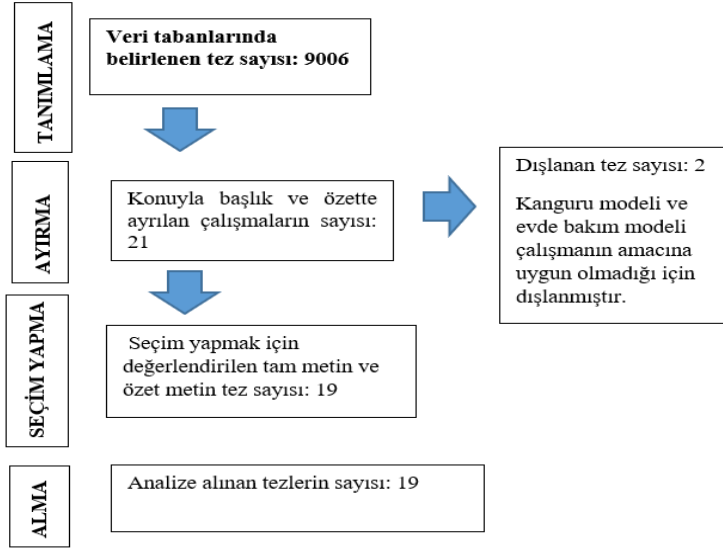 TANIMLAMA
Veri tabanlarında
belirlenen tez sayısı: 9006
AYIRMA
Konuyla başlık ve özette
ayrılan çalışmaların sayısı:
21
Dışlanan tez sayısı: 2
Kanguru modeli ve
evde bakım modeli
çalışmanın amacına
uygun olmadığı için
dışlanmıştır.
SEÇİM YAPMA
Seçim yapmak için
değerlendirilen tam metin ve
özet metin tez sayısı: 19
ALMA
Analize alınan tezlerin sayısı: 19